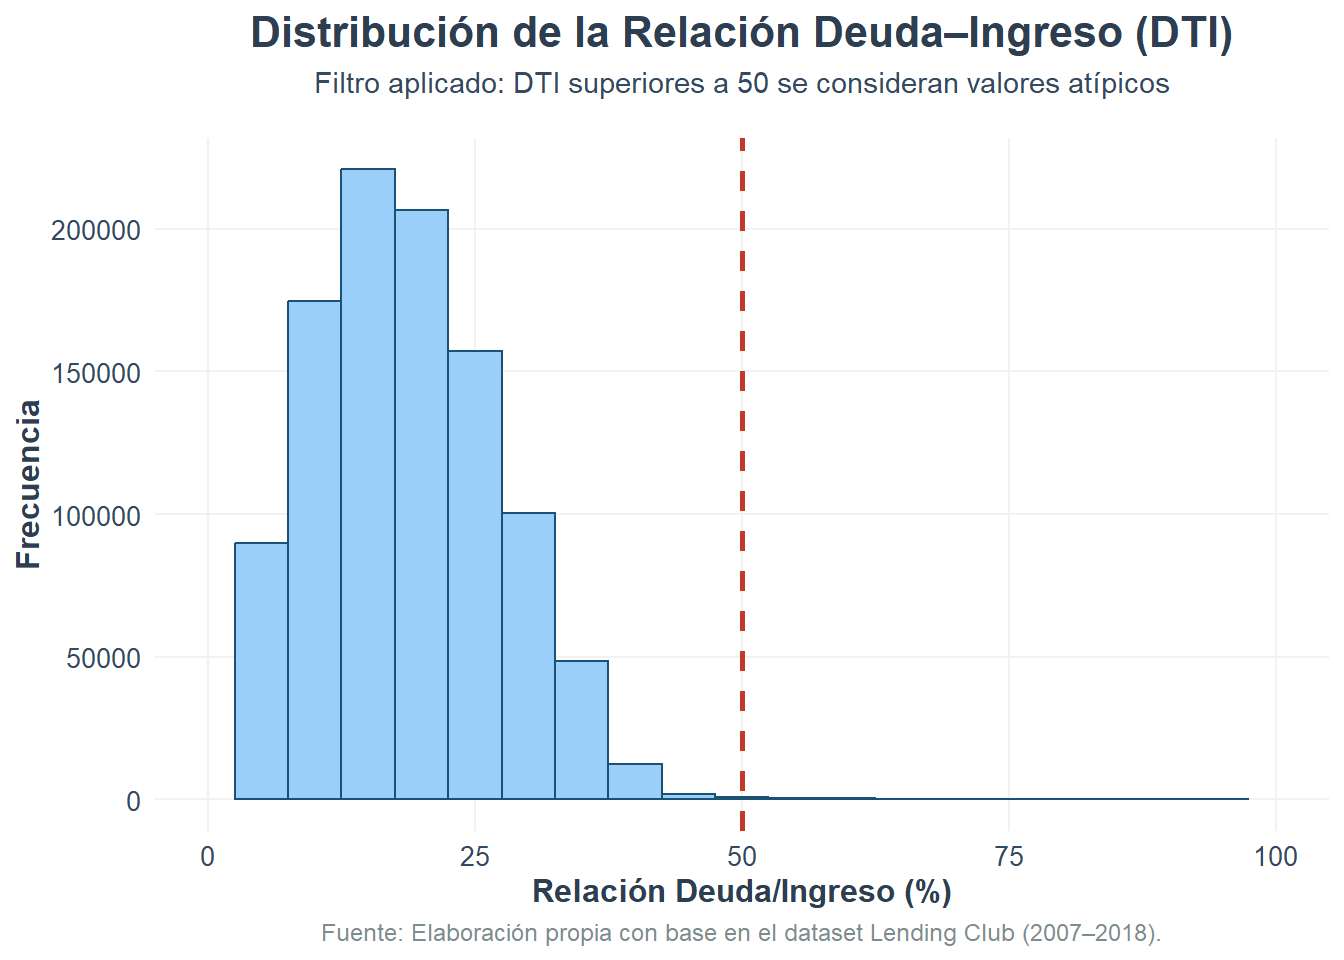 Distribución de la Relación Deuda–Ingreso (DTI)
Filtro aplicado: DTI superiores a 50 se consideran valores atípicos
Frecuencia
200000
150000
100000
50000
0
0 25 50 75 100
Relación Deuda/Ingreso (%)
Fuente: Elaboración propia con base en el dataset Lending Club (2007–2018).